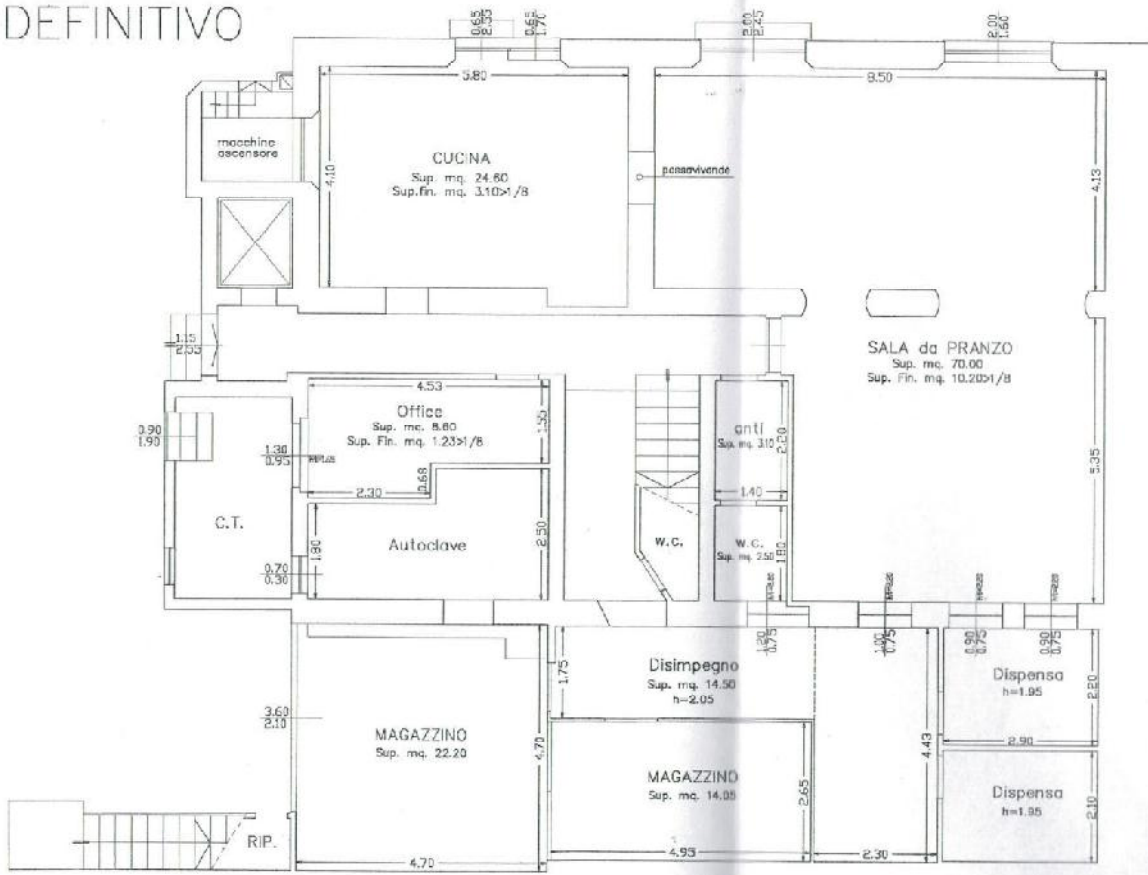 DEFINITIVO
0.65
2.55
0.65
1.70
2.00
2.45
2.00
1.60
5.80
8.50
macchine
ascensore
CUCINA
Sup. mq. 24.60
Sup.fin. mq. 3.10>1/8
4.10
passavivande
4.13
1.15
2.55
SALA da PRANZO
Sup. mq. 70.00
Sup. Fin. mq. 10.20>1/8
4.53
Office
Sup. mq. 8.60
Sup. Fin. mq. 1.23>1/8
1.55
anti
Sup. mq. 3.10
2.20
0.90
1.90
1.30
0.95
0.68
2.30
1.40
5.35
C.T.
Autoclave
1.80
2.50
W.C.
W.C.
Sup. mq. 2.50
1.80
0.70
0.30
1.20
0.75
1.00
0.75
0.90
0.75
0.90
0.75
1.75
Disimpegno
Sup. mq. 14.50
h=2.05
Dispensa
h=1.95
2.20
3.60
2.10
MAGAZZINO
Sup. mq. 22.20
4.70
2.90
4.43
MAGAZZINO
Sup. mq. 14.05
2.65
Dispensa
h=1.95
2.10
RIP.
4.70
4.95
2.30